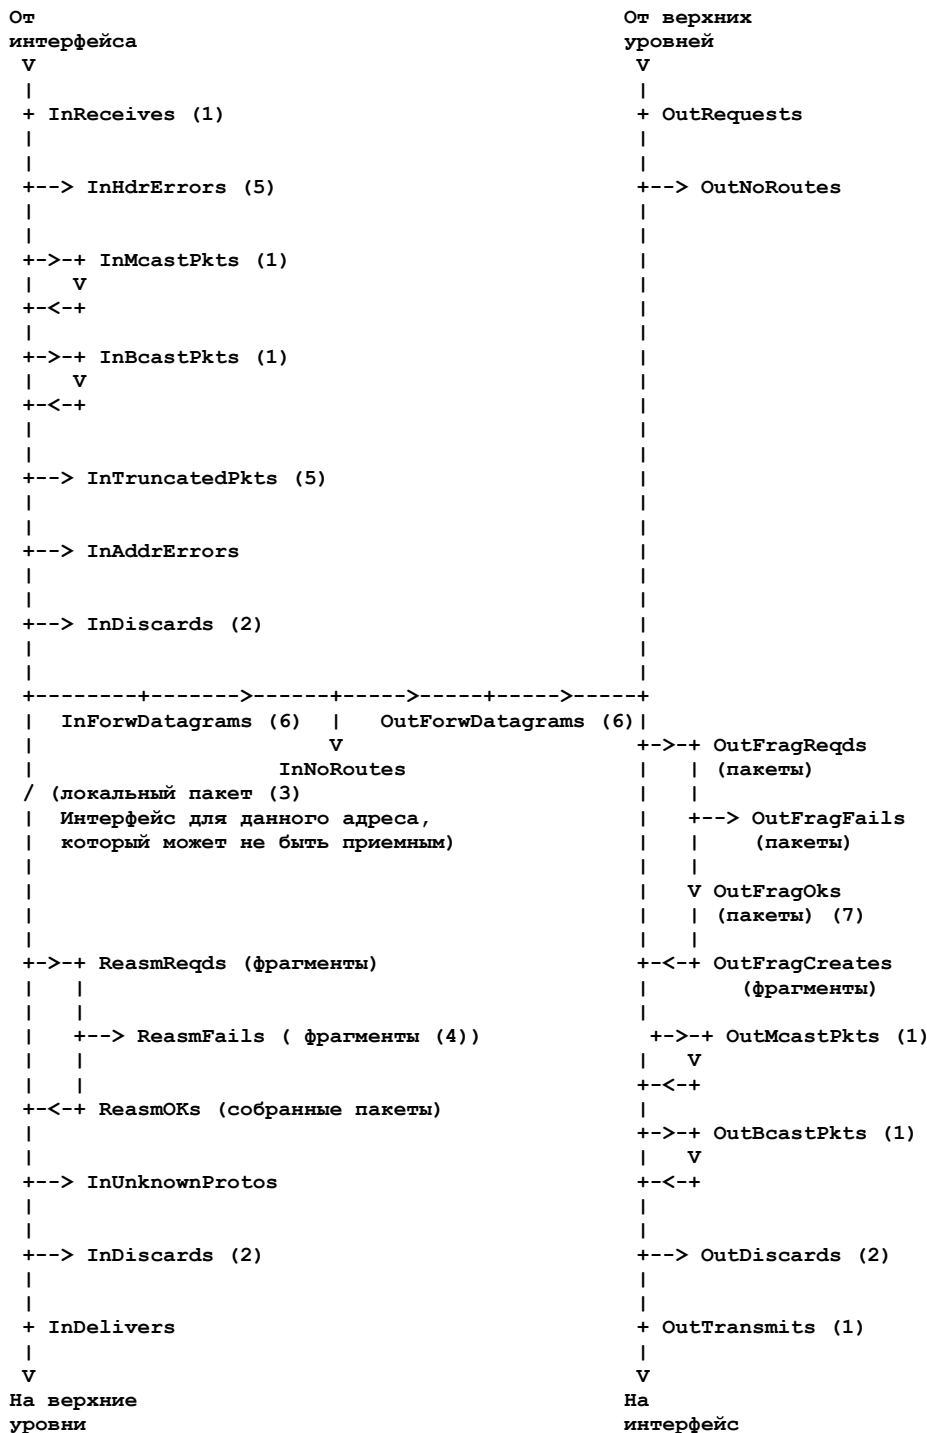 От От верхних
интерфейса уровней
V V
| |
+ InReceives (1) + OutRequests
| |
| |
+--> InHdrErrors (5) +--> OutNoRoutes
| |
| |
+->-+ InMcastPkts (1) |
| V |
+-<-+ |
| |
+->-+ InBcastPkts (1) |
| V |
+-<-+ |
| |
| |
+--> InTruncatedPkts (5) |
| |
| |
+--> InAddrErrors |
| |
| |
+--> InDiscards (2) |
| |
| |
+--------+------->------+----->-----+----->-----+
| InForwDatagrams (6) | OutForwDatagrams (6)|
| V +->-+ OutFragReqds
| InNoRoutes | | (пакеты)
/ (локальный пакет (3) | |
| Интерфейс для данного адреса, | +--> OutFragFails
| который может не быть приемным) | | (пакеты)
| | |
| | V OutFragOks
| | | (пакеты) (7)
| | |
+->-+ ReasmReqds (фрагменты) +-<-+ OutFragCreates
| | | (фрагменты)
| | |
| +--> ReasmFails ( фрагменты (4)) +->-+ OutMcastPkts (1)
| | | V
| | +-<-+
+-<-+ ReasmOKs (собранные пакеты) |
| +->-+ OutBcastPkts (1)
| | V
+--> InUnknownProtos +-<-+
| |
| |
+--> InDiscards (2) +--> OutDiscards (2)
| |
| |
+ InDelivers + OutTransmits (1)
| |
V V
На верхние На
уровни интерфейс